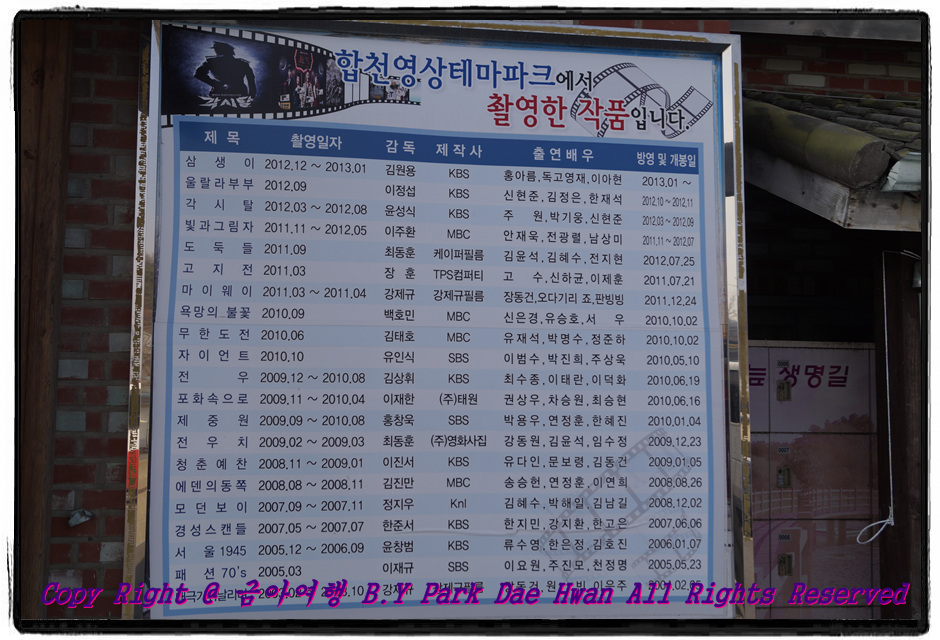 각시탈
합천영상테마파크에서
촬영한 작품입니다.
제 목 촬영일자 감 독 제 작 사 출 연 배 우 방영 및 개봉일
삼 생 이 2012.12 ~ 2013.01 김원용 KBS 홍아름,독고영재,이아현 2013.01 ~
울랄라부부 2012.09 이정섭 KBS 신현준,김정은,한재석 2012.10 ~ 2012.11
각 시 탈 2012.03 ~ 2012.08 윤성식 KBS 주 원,박기웅,신현준 2012.03 ~ 2012.09
빛과그림자 2011.11 ~ 2012.05 이주환 MBC 안재욱,전광렬,남상미 2011.11 ~ 2012.07
도 둑 들 2011.09 최동훈 케이퍼필름 김윤석,김혜수,전지현 2012.07.25
고 지 전 2011.03 장 훈 TPS컴퍼티 고 수,신하균,이제훈 2011.07.21
마 이 웨 이 2011.03 ~ 2011.04 강제규 강제규필름 장동건,오다기리 죠,판빙빙 2011.12.24
욕망의 불꽃 2010.09 백호민 MBC 신은경,유승호,서 우 2010.10.02
무 한 도 전 2010.06 김태호 MBC 유재석,박명수,정준하 2010.10.02
자 이 언 트 2010.10 유인식 SBS 이범수,박진희,주상욱 2010.05.10
전 우 2009.12 ~ 2010.08 김상휘 KBS 최수종,이태란,이덕화 2010.06.19
포화속으로 2009.11 ~ 2010.04 이재한 (주)태원 권상우,차승원,최승현 2010.06.16
제 중 원 2009.09 ~ 2010.08 홍창욱 SBS 박용우,연정훈,한혜진 2010.01.04
전 우 치 2009.02 ~ 2009.03 최동훈 (주)영화사집 강동원,김윤석,임수정 2009.12.23
청 춘 예 찬 2008.11 ~ 2009.01 이진서 KBS 유다인,문보령,김동건 2009.01.05
에덴의동쪽 2008.08 ~ 2008.11 김진만 MBC 송승헌,연정훈,이연희 2008.08.26
모 던 보 이 2007.09 ~ 2007.11 정지우 Knl 김혜수,박해일,김남길 2008.12.02
경성스캔들 2007.05 ~ 2007.07 한준서 KBS 한지민,강지환,한고은 2007.06.06
서 울1945 2005.12 ~ 2006.09 윤창범 KBS 류수영,한은정,김호진 2006.01.07
패 션 70's 2005.03 이재규 SBS 이요원,주진모,천정명 2005.05.23
생명길
Copy Right @ 금아여행 B.Y Park Dae Hwan All Rights Reserved